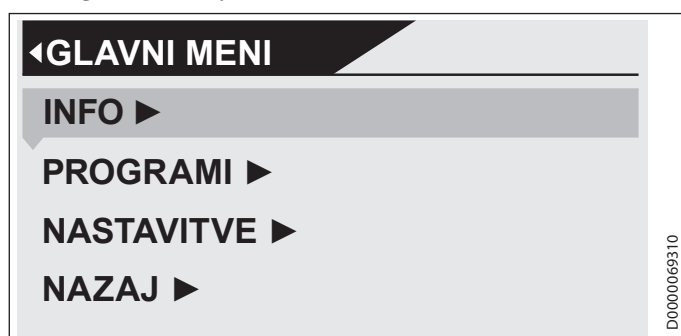 ◄GLAVNI MENI
INFO ►
PROGRAMI ►
NASTAVITVE ►
NAZAJ ►
D0000069310